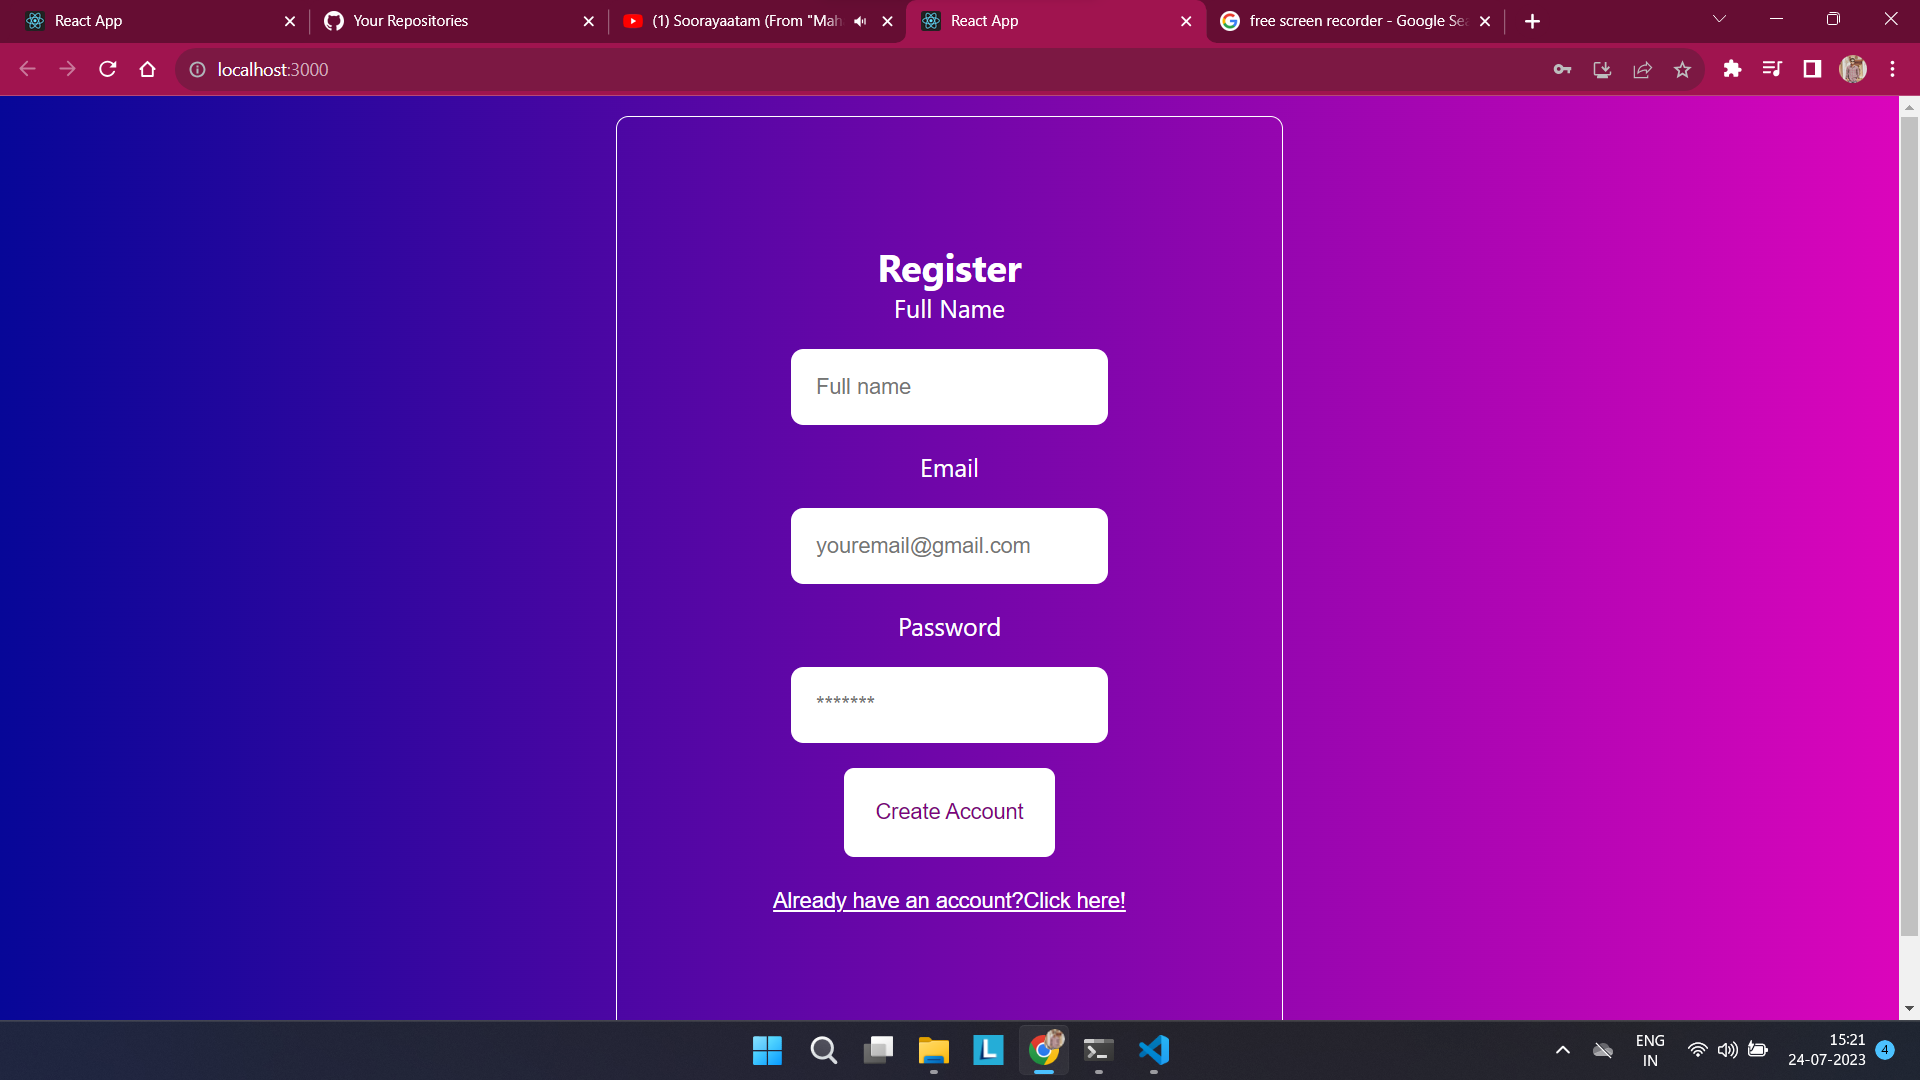 React App
Your Repositories
(1) Soorayaatam (From "Mah
React App
free screen recorder - Google Sea
localhost:3000
Register
Full Name
Full name
Email
youremail@gmail.com
Password
*******
Create Account
Already have an account?Click here!
ENG
IN
15:21
24-07-2023
4